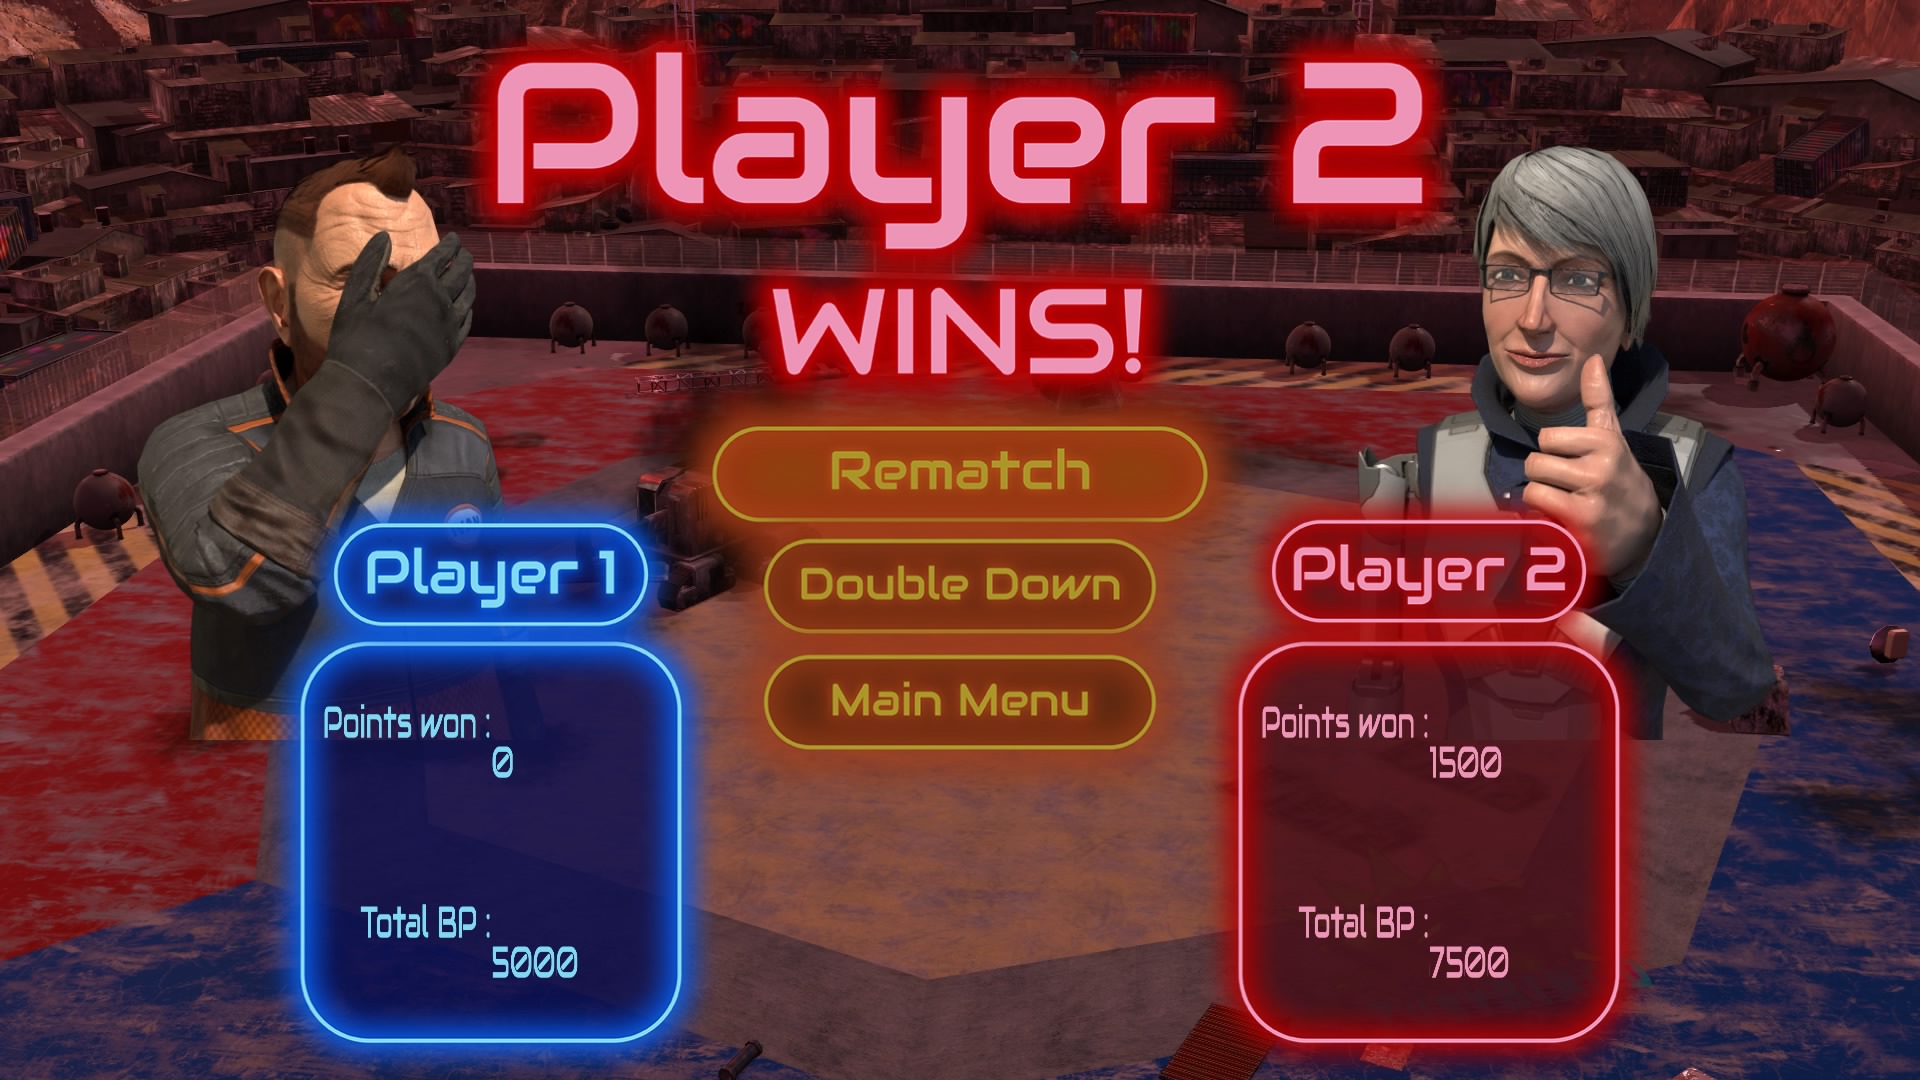 Player 2
WINS!
Rematch
Double Down
Main Menu
Player 1
Points won :
0
Total BP :
5000
Player 2
Points won :
1500
Total BP :
7500